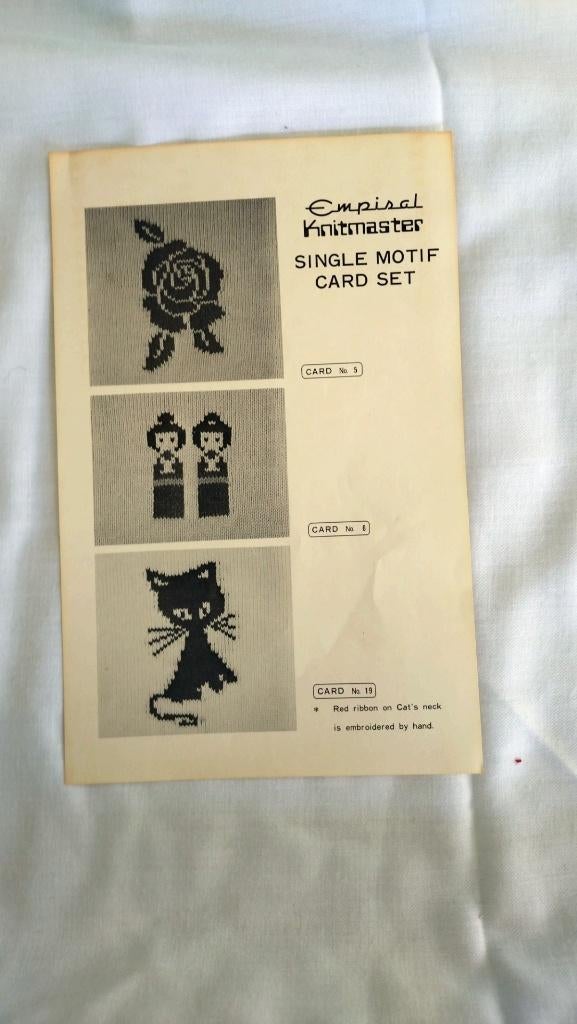 Empisal
Knitmaster
SINGLE MOTIF
CARD SET
CARD No. 5
CARD No. 6
CARD No. 19
* Red ribbon on Cat's neck
is embroidered by hand.